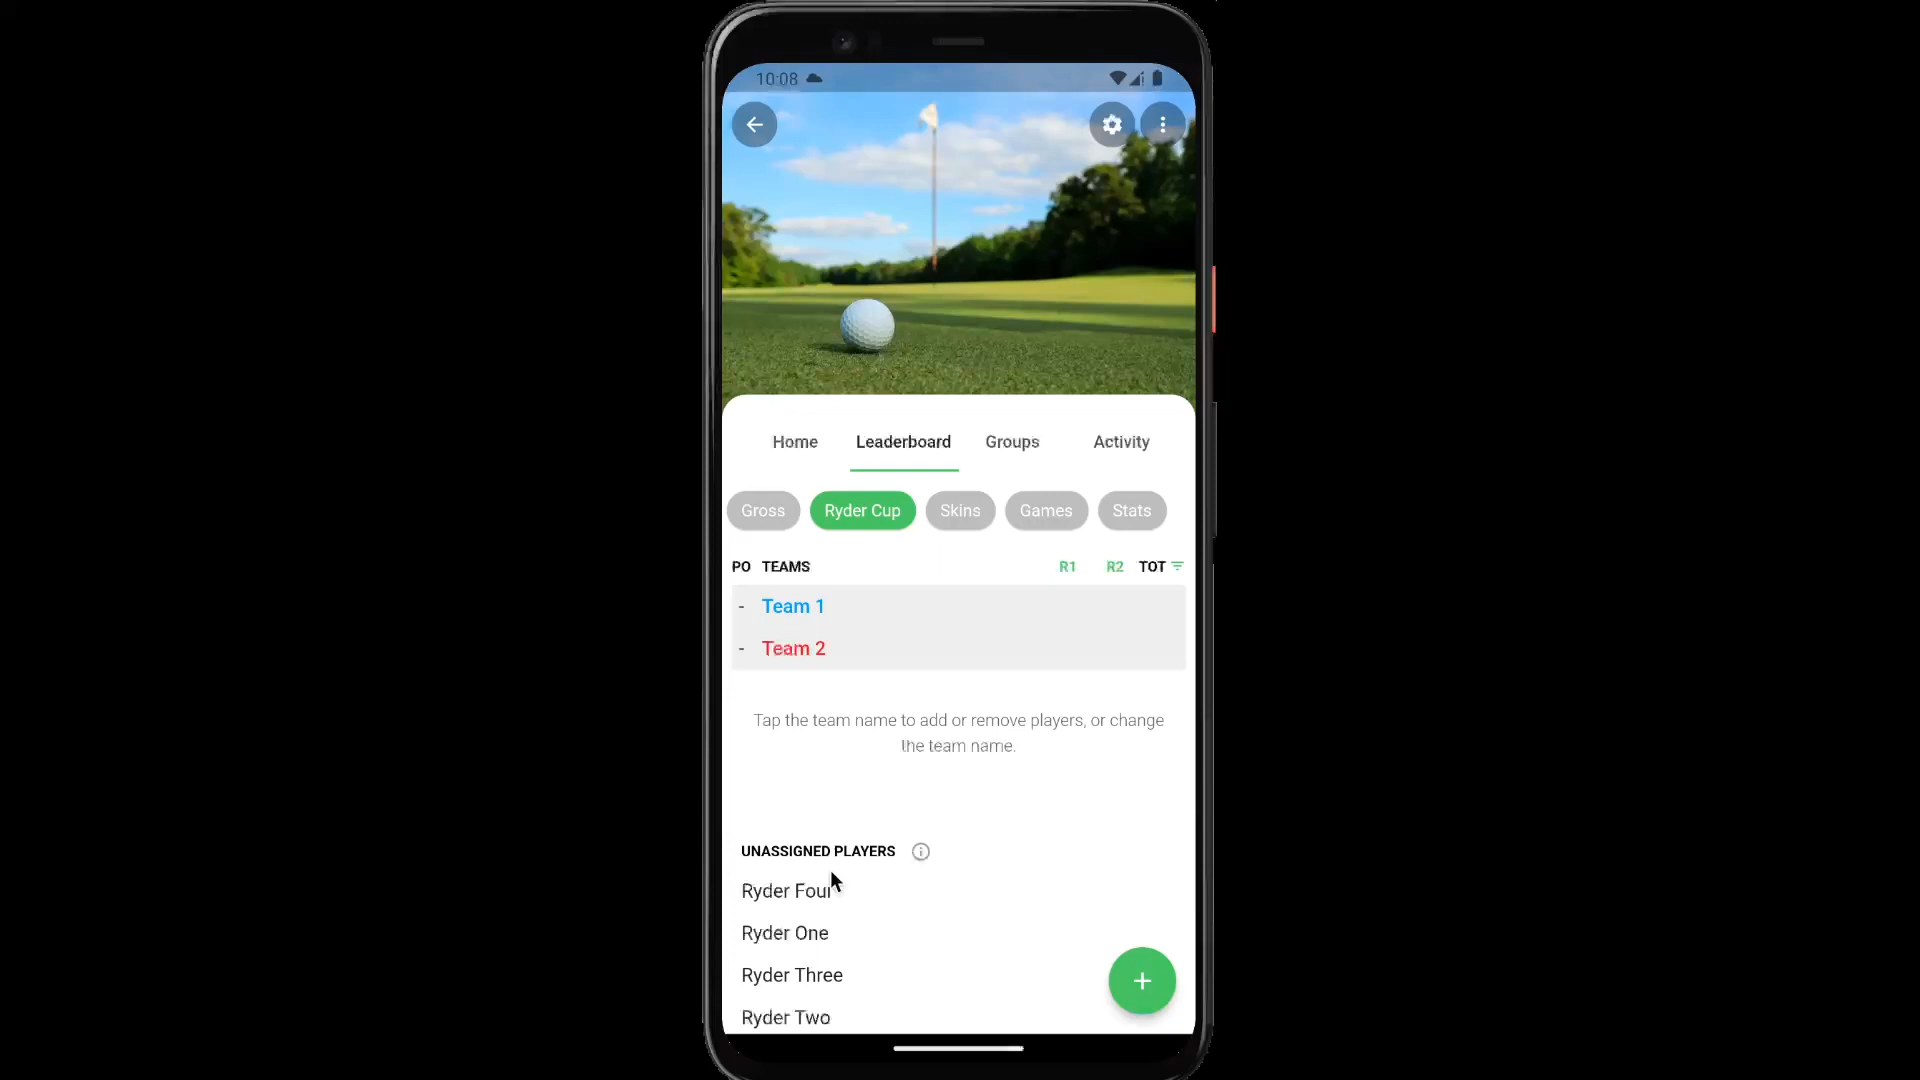 10:08
Home Leaderboard Groups Activity
Gross Ryder Cup Skins Games Stats
PO TEAMS R1 R2 TOT
- Team 1
- Team 2
Tap the team name to add or remove players, or change
the team name.
UNASSIGNED PLAYERS
Ryder Four
Ryder One
Ryder Three
Ryder Two